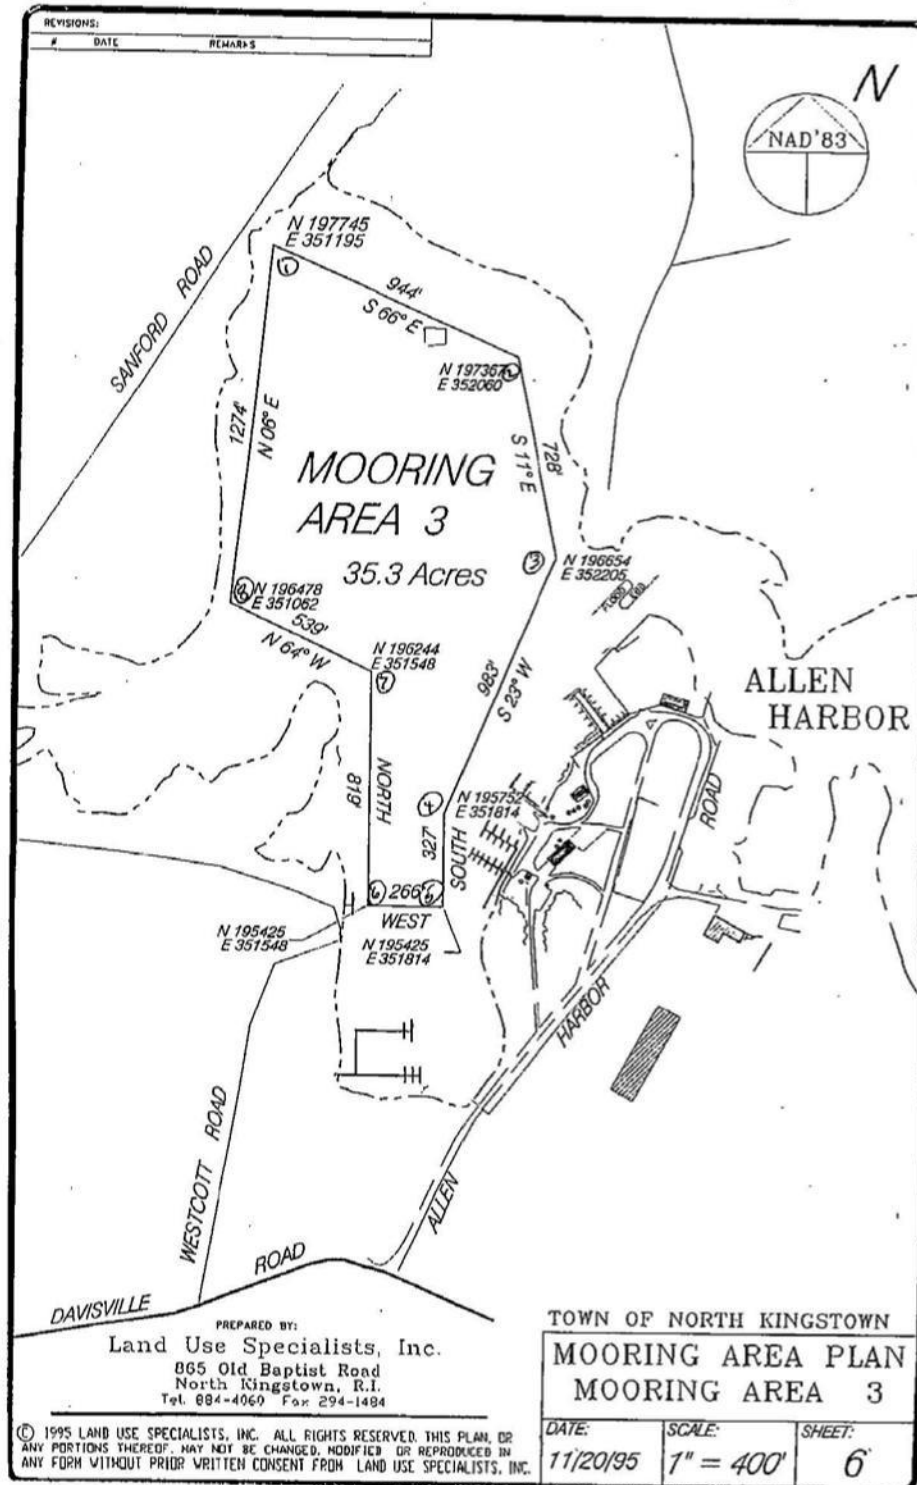 REVISIONS:
# DATE REMARKS
N
NAD'83
SANFORD ROAD
N 197745
E 351195
1
944'
S 66° E
N 197367
E 352060
2
1274'
N 06° E
S 11° E
728'
MOORING
AREA 3
35.3 Acres
3
N 196654
E 352205
FLOOD
EBB
8
N 196478
E 351062
539'
N 64° W
N 196244
E 351548
7
983'
S 23° W
ALLEN
HARBOR
819'
NORTH
4
N 195752
E 351814
327'
SOUTH
6
266'
5
WEST
N 195425
E 351548
N 195425
E 351814
ALLEN HARBOR ROAD
WESTCOTT ROAD
DAVISVILLE ROAD
PREPARED BY:
Land Use Specialists, Inc.
865 Old Baptist Road
North Kingstown, R.I.
Tel. 884-4060 Fax 294-1484
© 1995 LAND USE SPECIALISTS, INC. ALL RIGHTS RESERVED. THIS PLAN, OR
ANY PORTIONS THEREOF, MAY NOT BE CHANGED, MODIFIED OR REPRODUCED IN
ANY FORM WITHOUT PRIOR WRITTEN CONSENT FROM LAND USE SPECIALISTS, INC.
TOWN OF NORTH KINGSTOWN
MOORING AREA PLAN
MOORING AREA 3
DATE: SCALE: SHEET:
11/20/95 1" = 400' 6